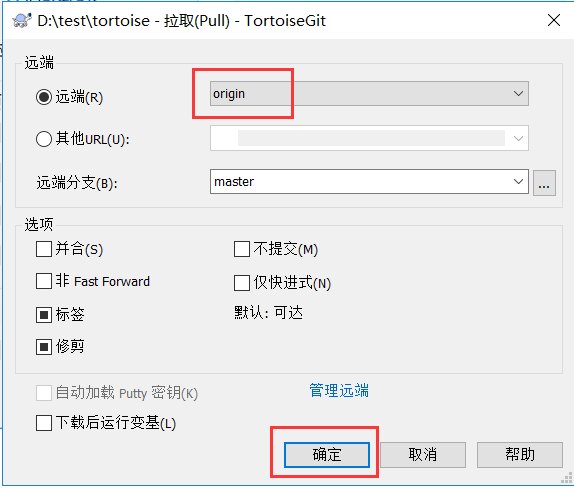 D:\test\tortoise - 拉取(Pull) - TortoiseGit
远端
远端(R)
origin
其他URL(U):
远端分支(B):
master
...
选项
并合(S)
不提交(M)
非 Fast Forward
仅快进式(N)
标签
默认: 可达
修剪
自动加载 Putty 密钥(K)
管理远端
下载后运行变基(L)
确定
取消
帮助